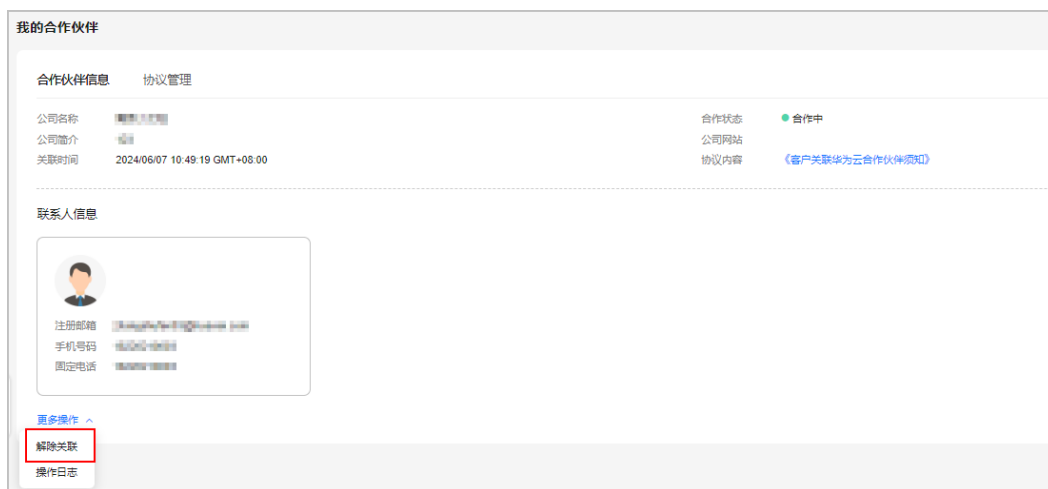 我的合作伙伴
合作伙伴信息 协议管理
公司名称 合作状态 合作中
公司简介 公司网站
关联时间 2024/06/07 10:49:19 GMT+08:00 协议内容 《客户关联华为云合作伙伴须知》
联系人信息
注册邮箱
手机号码
固定电话
更多操作
解除关联
操作日志